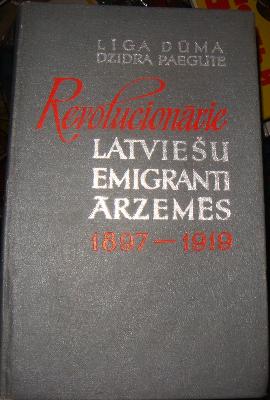 LĪGA DŪMA
DZIDRA PAEGLĪTE
Revolucionārie
LATVIEŠU
EMIGRANTI
ĀRZEMĒS
1897—1919